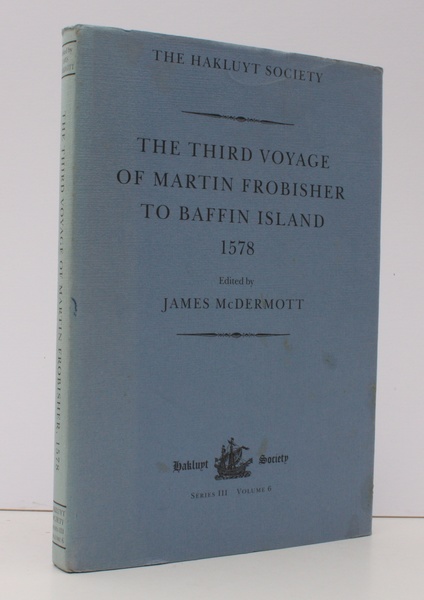 THE HAKLUYT SOCIETY
THE THIRD VOYAGE
OF MARTIN FROBISHER
TO BAFFIN ISLAND
1578
Edited by
JAMES McDERMOTT
Hakluyt Society
SERIES III VOLUME 6
THE THIRD VOYAGE OF MARTIN FROBISHER, 1578